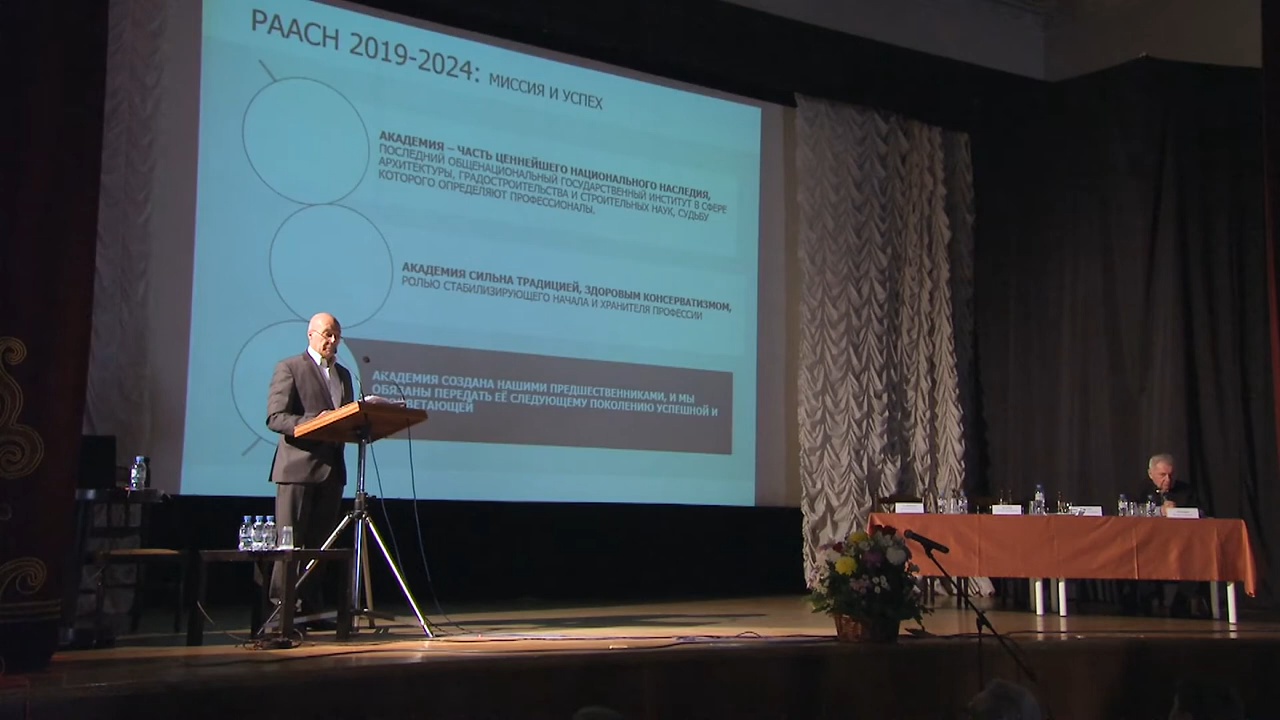 РААСН 2019-2024: МИССИЯ И УСПЕХ
АКАДЕМИЯ – ЧАСТЬ ЦЕННЕЙШЕГО НАЦИОНАЛЬНОГО НАСЛЕДИЯ,
ПОСЛЕДНИЙ ОБЩЕНАЦИОНАЛЬНЫЙ ГОСУДАРСТВЕННЫЙ ИНСТИТУТ В СФЕРЕ
АРХИТЕКТУРЫ, ГРАДОСТРОИТЕЛЬСТВА И СТРОИТЕЛЬНЫХ НАУК, СУДЬБУ
КОТОРОГО ОПРЕДЕЛЯЮТ ПРОФЕССИОНАЛЫ.
АКАДЕМИЯ СИЛЬНА ТРАДИЦИЕЙ, ЗДОРОВЫМ КОНСЕРВАТИЗМОМ,
РОЛЬЮ СТАБИЛИЗИРУЮЩЕГО НАЧАЛА И ХРАНИТЕЛЯ ПРОФЕССИИ
АКАДЕМИЯ СОЗДАНА НАШИМИ ПРЕДШЕСТВЕННИКАМИ, И МЫ
ОБЯЗАНЫ ПЕРЕДАТЬ ЕЁ СЛЕДУЮЩЕМУ ПОКОЛЕНИЮ УСПЕШНОЙ И